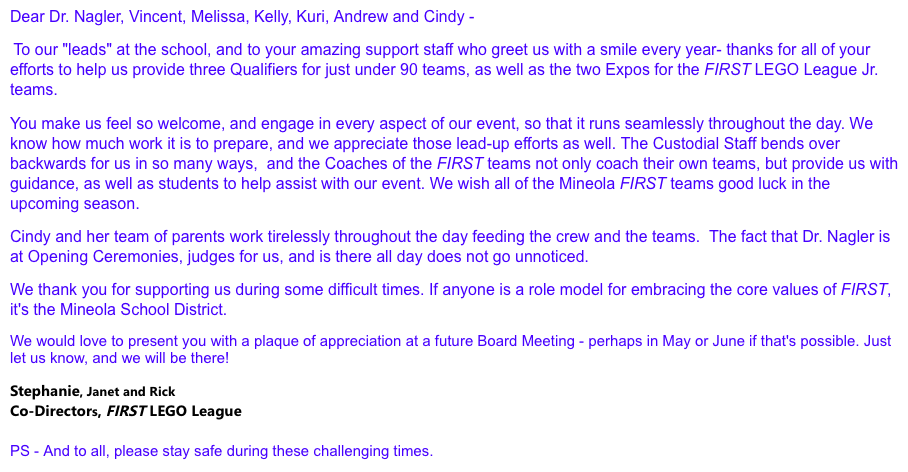 Dear Dr. Nagler, Vincent, Melissa, Kelly, Kuri, Andrew and Cindy -
To our "leads" at the school, and to your amazing support staff who greet us with a smile every year- thanks for all of your
efforts to help us provide three Qualifiers for just under 90 teams, as well as the two Expos for the FIRST LEGO League Jr.
teams.
You make us feel so welcome, and engage in every aspect of our event, so that it runs seamlessly throughout the day. We
know how much work it is to prepare, and we appreciate those lead-up efforts as well. The Custodial Staff bends over
backwards for us in so many ways,  and the Coaches of the FIRST teams not only coach their own teams, but provide us with
guidance, as well as students to help assist with our event. We wish all of the Mineola FIRST teams good luck in the
upcoming season.
Cindy and her team of parents work tirelessly throughout the day feeding the crew and the teams.  The fact that Dr. Nagler is
at Opening Ceremonies, judges for us, and is there all day does not go unnoticed.
We thank you for supporting us during some difficult times. If anyone is a role model for embracing the core values of FIRST,
it's the Mineola School District.
We would love to present you with a plaque of appreciation at a future Board Meeting - perhaps in May or June if that's possible. Just
let us know, and we will be there!
Stephanie, Janet and Rick
Co-Directors, FIRST LEGO League
PS - And to all, please stay safe during these challenging times.